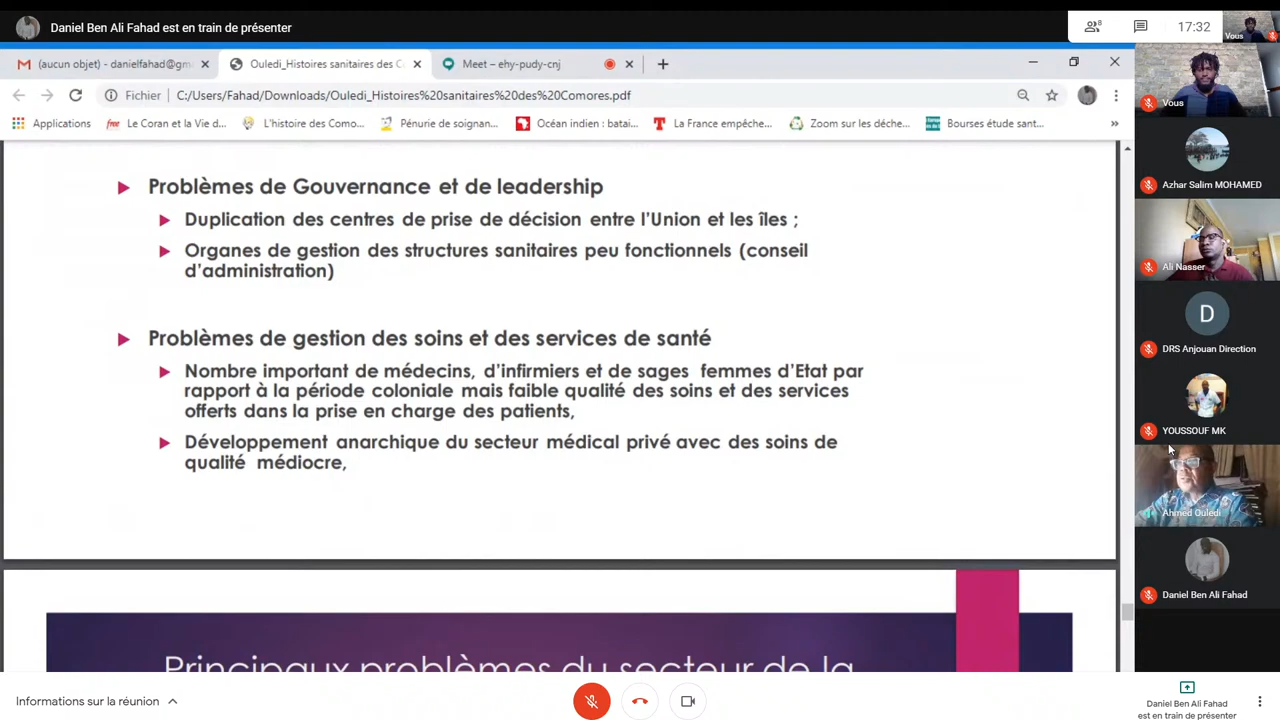 Daniel Ben Ali Fahad est en train de présenter
8
17:32
Vous
(aucun objet) - danielfahad@gm
Ouledi_Histoires sanitaires des C
Meet – ehy-pudy-cnj
Fichier
C:/Users/Fahad/Downloads/Ouledi_Histoires%20sanitaires%20des%20Comores.pdf
Applications
Le Coran et la Vie d...
L'histoire des Como...
Pénurie de soignan...
Océan indien : batai...
La France empêche...
Zoom sur les déche...
Bourses étude sant...
»
Problèmes de Gouvernance et de leadership
Duplication des centres de prise de décision entre l'Union et les îles ;
Organes de gestion des structures sanitaires peu fonctionnels (conseil
d'administration)
Problèmes de gestion des soins et des services de santé
Nombre important de médecins, d'infirmiers et de sages femmes d'Etat par
rapport à la période coloniale mais faible qualité des soins et des services
offerts dans la prise en charge des patients,
Développement anarchique du secteur médical privé avec des soins de
qualité médiocre,
Principaux problèmes du secteur de la
Vous
Azhar Salim MOHAMED
Ali Nasser
D
DRS Anjouan Direction
YOUSSOUF MK
Ahmed Ouledi
Daniel Ben Ali Fahad
Informations sur la réunion
Daniel Ben Ali Fahad
est en train de présenter